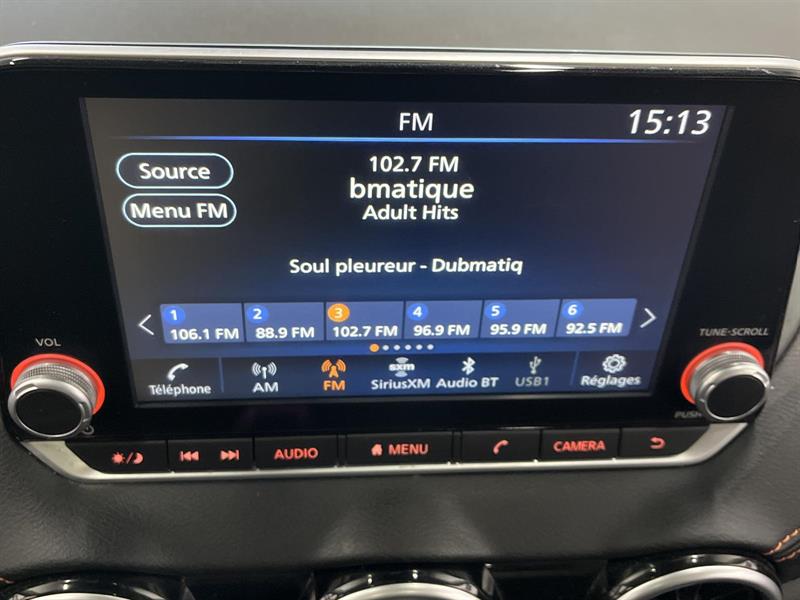 FM
15:13
Source
102.7 FM
Menu FM
bmatique
Adult Hits
Soul pleureur - Dubmatiq
1 2 3 4 5 6
106.1 FM 88.9 FM 102.7 FM 96.9 FM 95.9 FM 92.5 FM
Téléphone AM FM SiriusXM Audio BT USB1 Réglages
sxm
VOL
TUNE·SCROLL
PUSH
AUDIO
MENU
CAMERA